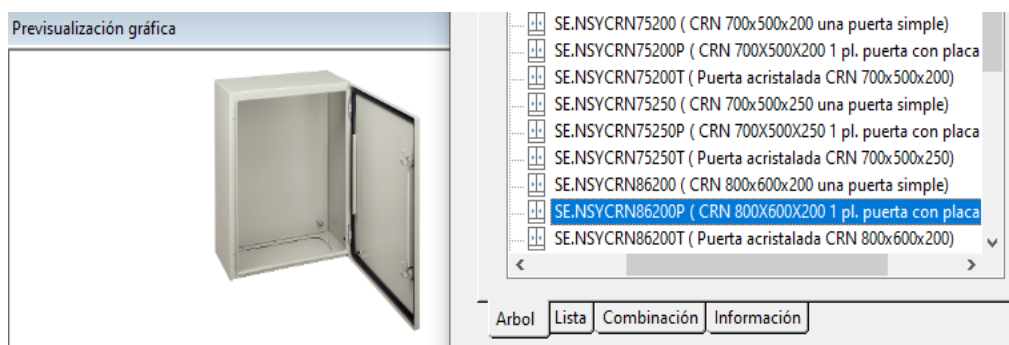 Previsualización gráfica
SE.NSYCRN75200 ( CRN 700x500x200 una puerta simple)
SE.NSYCRN75200P ( CRN 700X500X200 1 pl. puerta con placa
SE.NSYCRN75200T ( Puerta acristalada CRN 700x500x200)
SE.NSYCRN75250 ( CRN 700x500x250 una puerta simple)
SE.NSYCRN75250P ( CRN 700X500X250 1 pl. puerta con placa
SE.NSYCRN75250T ( Puerta acristalada CRN 700x500x250)
SE.NSYCRN86200 ( CRN 800x600x200 una puerta simple)
SE.NSYCRN86200P ( CRN 800X600X200 1 pl. puerta con placa
SE.NSYCRN86200T ( Puerta acristalada CRN 800x600x200)
Arbol Lista Combinación Información